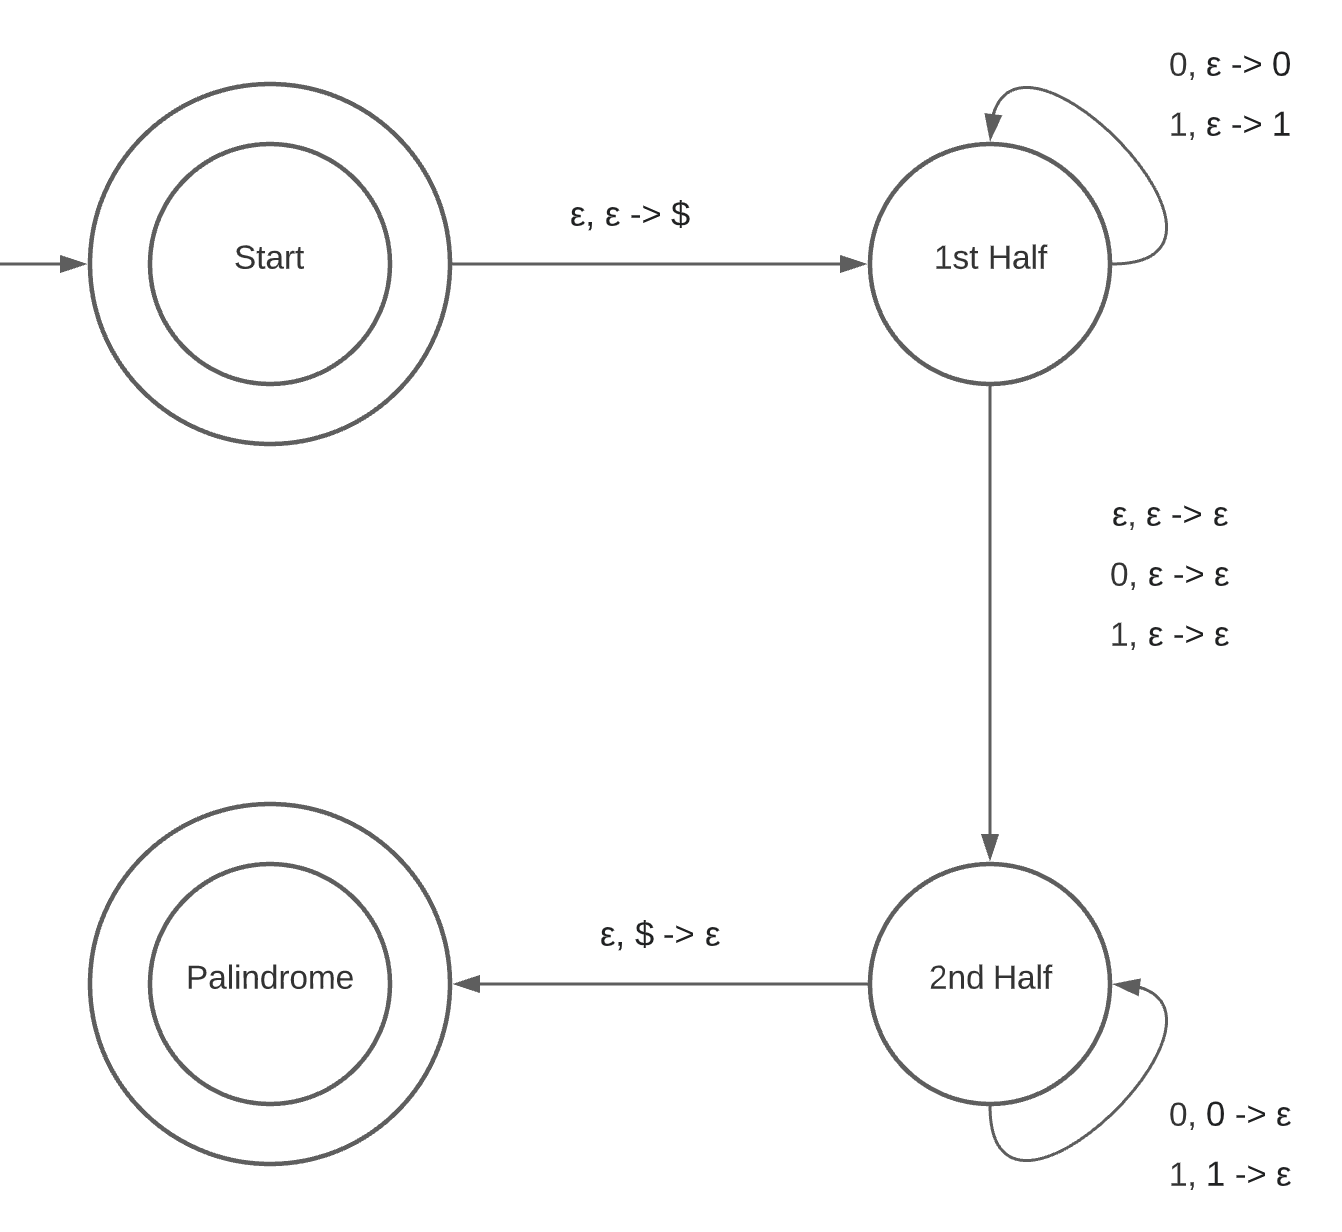 0, ε -> 0
1, ε -> 1
ε, ε -> $
Start
1st Half
ε, ε -> ε
0, ε -> ε
1, ε -> ε
ε, $ -> ε
Palindrome
2nd Half
0, 0 -> ε
1, 1 -> ε